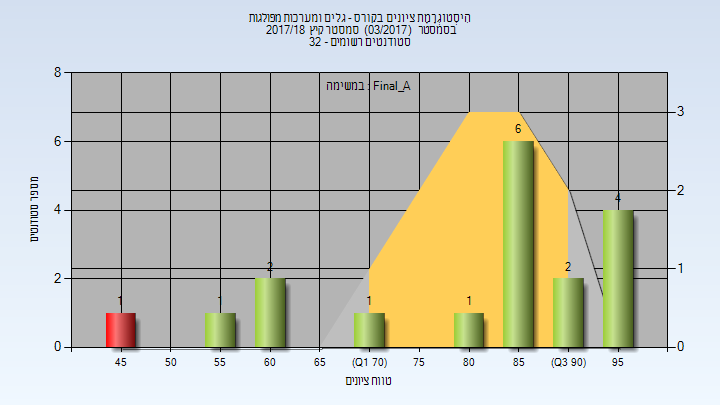 היסטוגרמת ציונים בקורס - גלים ומערכות מפולגות
בסמסטר (03/2017) סמסטר קיץ 2017/18
סטודנטים רשומים - 32
במשימה : Final_A
מספר סטודנטים
8
6
4
2
0
3
2
1
0
1
1
2
1
1
6
2
4
45 50 55 60 65 (Q1 70) 75 80 85 (Q3 90) 95
טווח ציונים